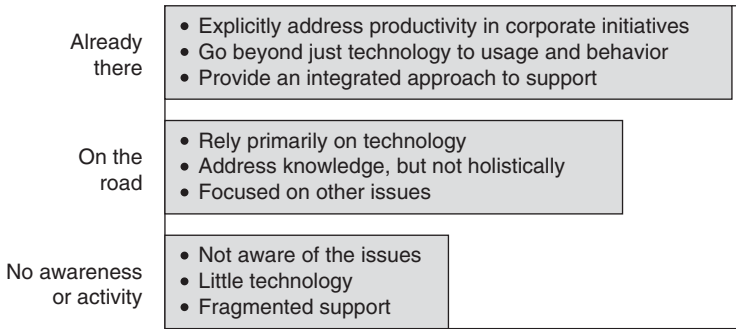 Already
there
• Explicitly address productivity in corporate initiatives
• Go beyond just technology to usage and behavior
• Provide an integrated approach to support
On the
road
• Rely primarily on technology
• Address knowledge, but not holistically
• Focused on other issues
No awareness
or activity
• Not aware of the issues
• Little technology
• Fragmented support